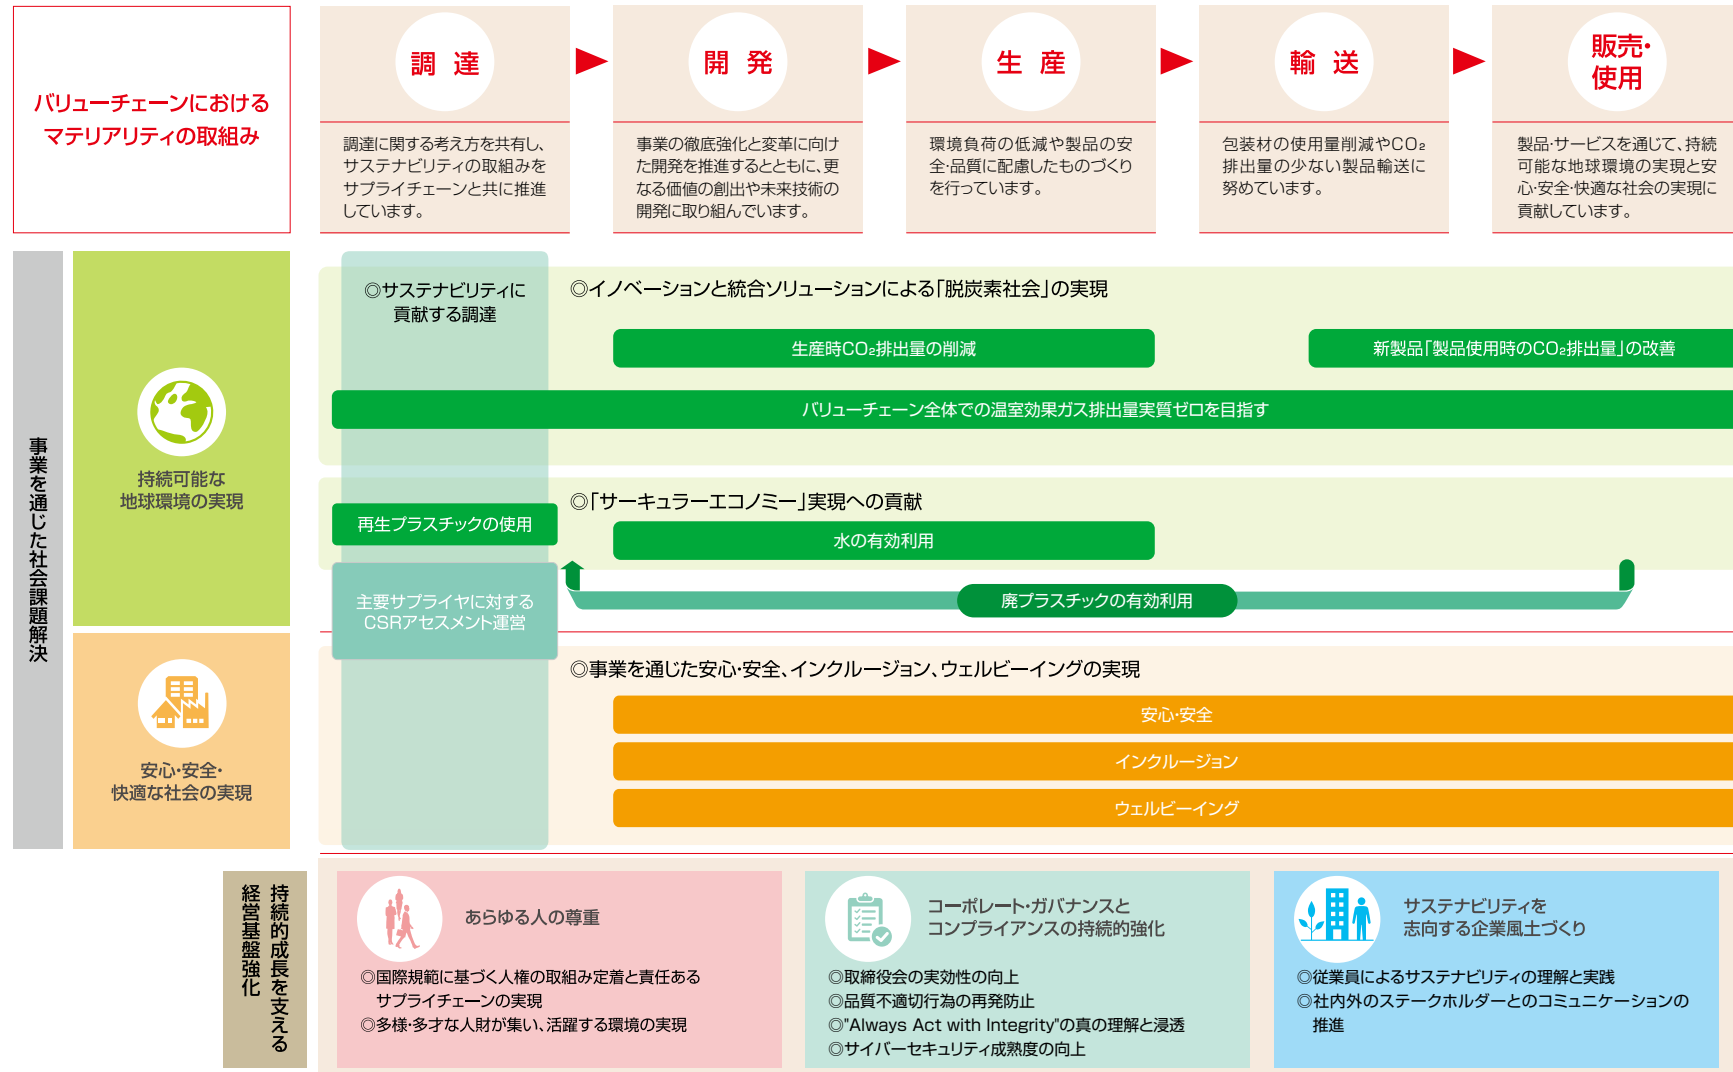 バリューチェーンにおける
マテリアリティの取組み
調達
調達に関する考え方を共有し、
サステナビリティの取組みを
サプライチェーンと共に推進
しています。
開発
事業の徹底強化と変革に向け
た開発を推進するとともに、更
なる価値の創出や未来技術の
開発に取り組んでいます。
生産
環境負荷の低減や製品の安
全・品質に配慮したものづくり
を行っています。
輸送
包装材の使用量削減やCO₂
排出量の少ない製品輸送に
努めています。
販売・
使用
製品・サービスを通じて、持続
可能な地球環境の実現と安
心・安全・快適な社会の実現に
貢献しています。
事業を通じた社会課題解決
持続可能な
地球環境の実現
◎サステナビリティに
貢献する調達
◎イノベーションと統合ソリューションによる「脱炭素社会」の実現
生産時CO₂排出量の削減
新製品「製品使用時のCO₂排出量」の改善
バリューチェーン全体での温室効果ガス排出量実質ゼロを目指す
◎「サーキュラーエコノミー」実現への貢献
再生プラスチックの使用
水の有効利用
主要サプライヤに対する
CSRアセスメント運営
廃プラスチックの有効利用
安心・安全・
快適な社会の実現
◎事業を通じた安心・安全、インクルージョン、ウェルビーイングの実現
安心・安全
インクルージョン
ウェルビーイング
持続的成長を支える
経営基盤強化
あらゆる人の尊重
◎国際規範に基づく人権の取組み定着と責任ある
サプライチェーンの実現
◎多様・多才な人財が集い、活躍する環境の実現
コーポレート・ガバナンスと
コンプライアンスの持続的強化
◎取締役会の実効性の向上
◎品質不適切行為の再発防止
◎"Always Act with Integrity"の真の理解と浸透
◎サイバーセキュリティ成熟度の向上
サステナビリティを
志向する企業風土づくり
◎従業員によるサステナビリティの理解と実践
◎社内外のステークホルダーとのコミュニケーションの
推進